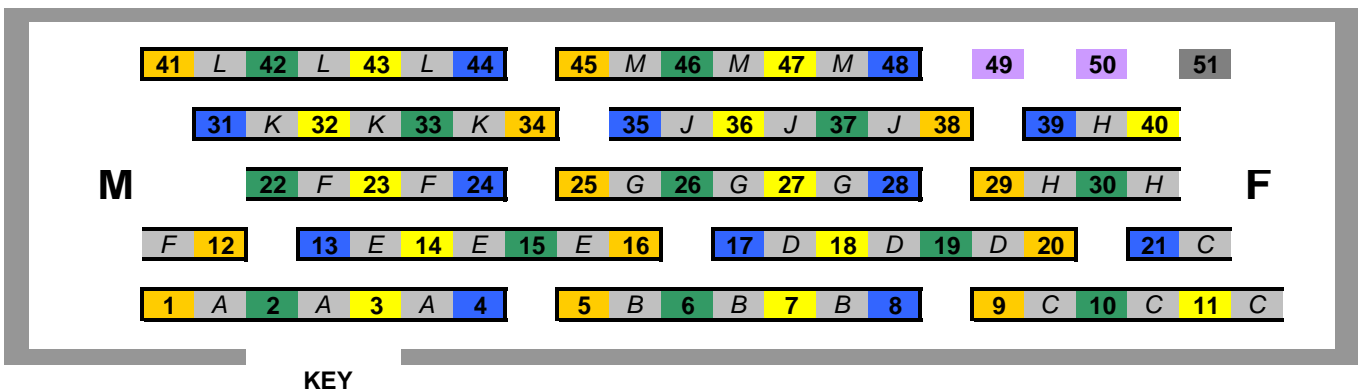 41 L 42 L 43 L 44 45 M 46 M 47 M 48 49 50 51
31 K 32 K 33 K 34 35 J 36 J 37 J 38 39 H 40
M 22 F 23 F 24 25 G 26 G 27 G 28 29 H 30 H F
F 12 13 E 14 E 15 E 16 17 D 18 D 19 D 20 21 C
1 A 2 A 3 A 4 5 B 6 B 7 B 8 9 C 10 C 11 C
KEY